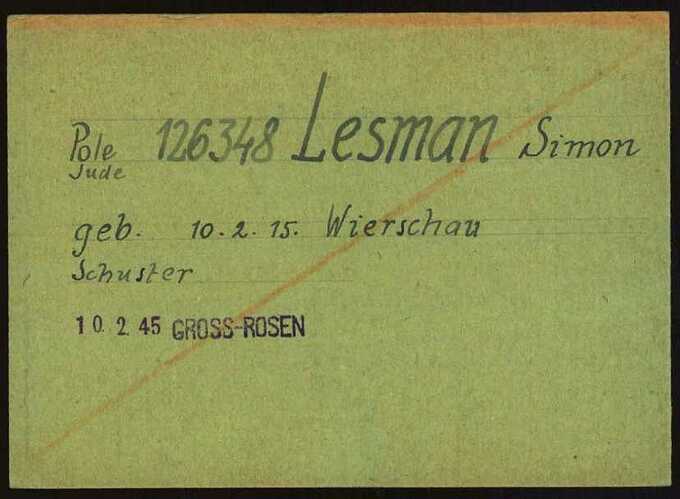 Pole 126348 Lesman Simon
Jude
geb. 10.2.15. Wierschau
Schuster
10.2.45 GROSS-ROSEN